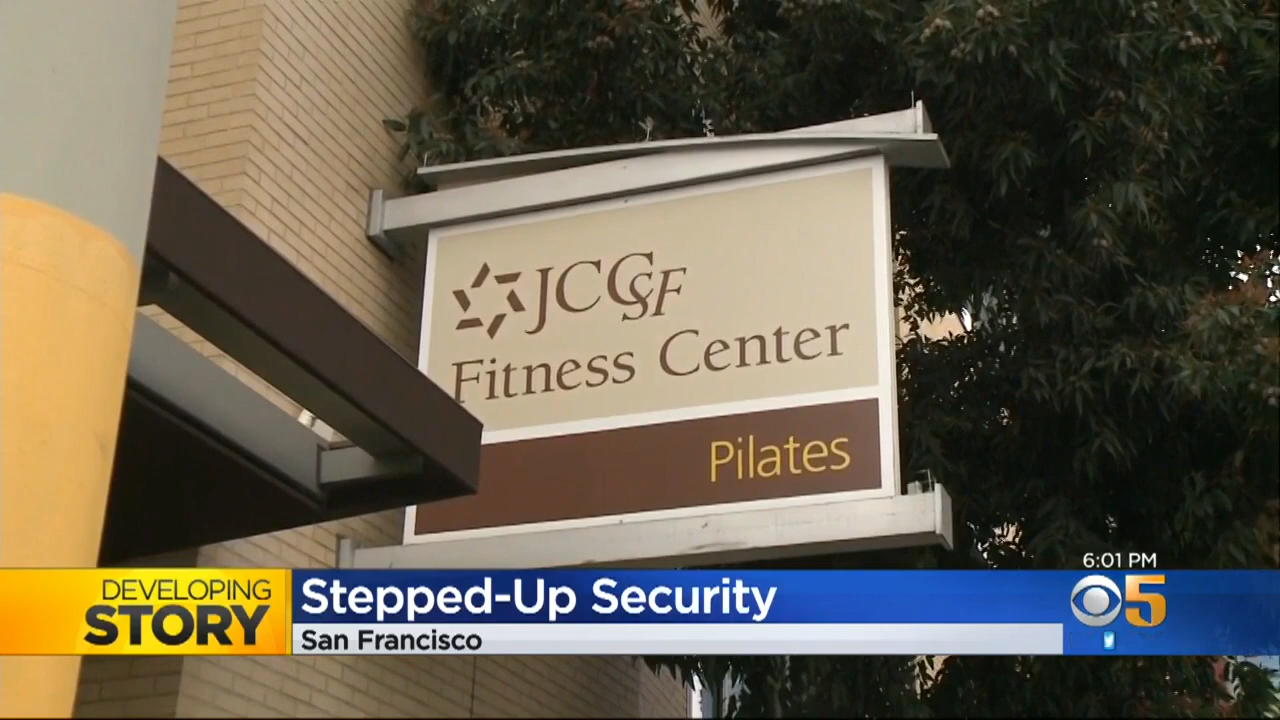 JCCSF
Fitness Center
Pilates
6:01 PM
DEVELOPING
STORY
Stepped-Up Security
San Francisco
5